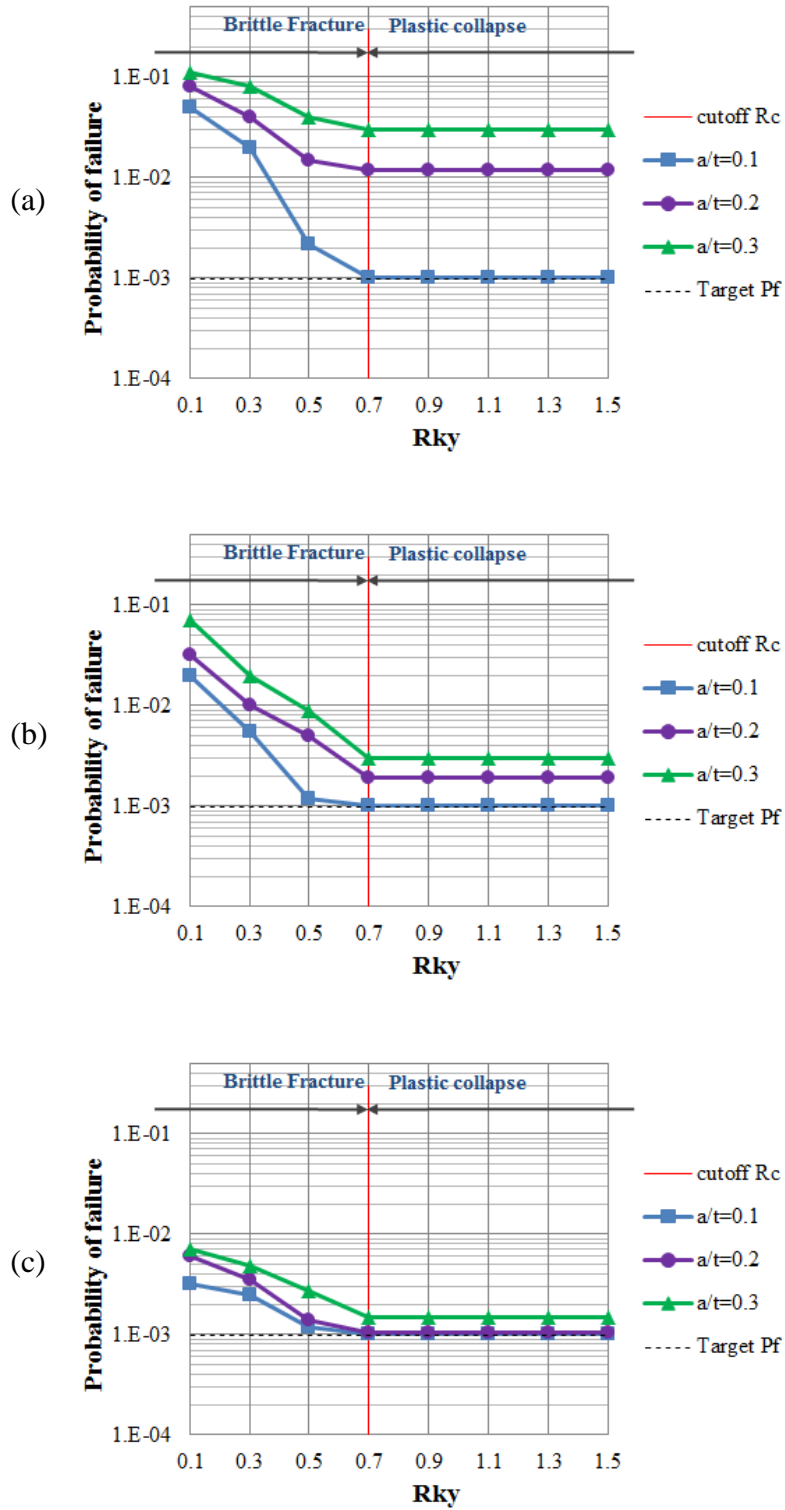 (a)
Probability of failure
Brittle Fracture
Plastic collapse
1.E-01
1.E-02
1.E-03
1.E-04
0.1 0.3 0.5 0.7 0.9 1.1 1.3 1.5
Rky
cutoff Rc
a/t=0.1
a/t=0.2
a/t=0.3
Target Pf
(b)
Probability of failure
Brittle Fracture
Plastic collapse
1.E-01
1.E-02
1.E-03
1.E-04
0.1 0.3 0.5 0.7 0.9 1.1 1.3 1.5
Rky
cutoff Rc
a/t=0.1
a/t=0.2
a/t=0.3
Target Pf
(c)
Probability of failure
Brittle Fracture
Plastic collapse
1.E-01
1.E-02
1.E-03
1.E-04
0.1 0.3 0.5 0.7 0.9 1.1 1.3 1.5
Rky
cutoff Rc
a/t=0.1
a/t=0.2
a/t=0.3
Target Pf